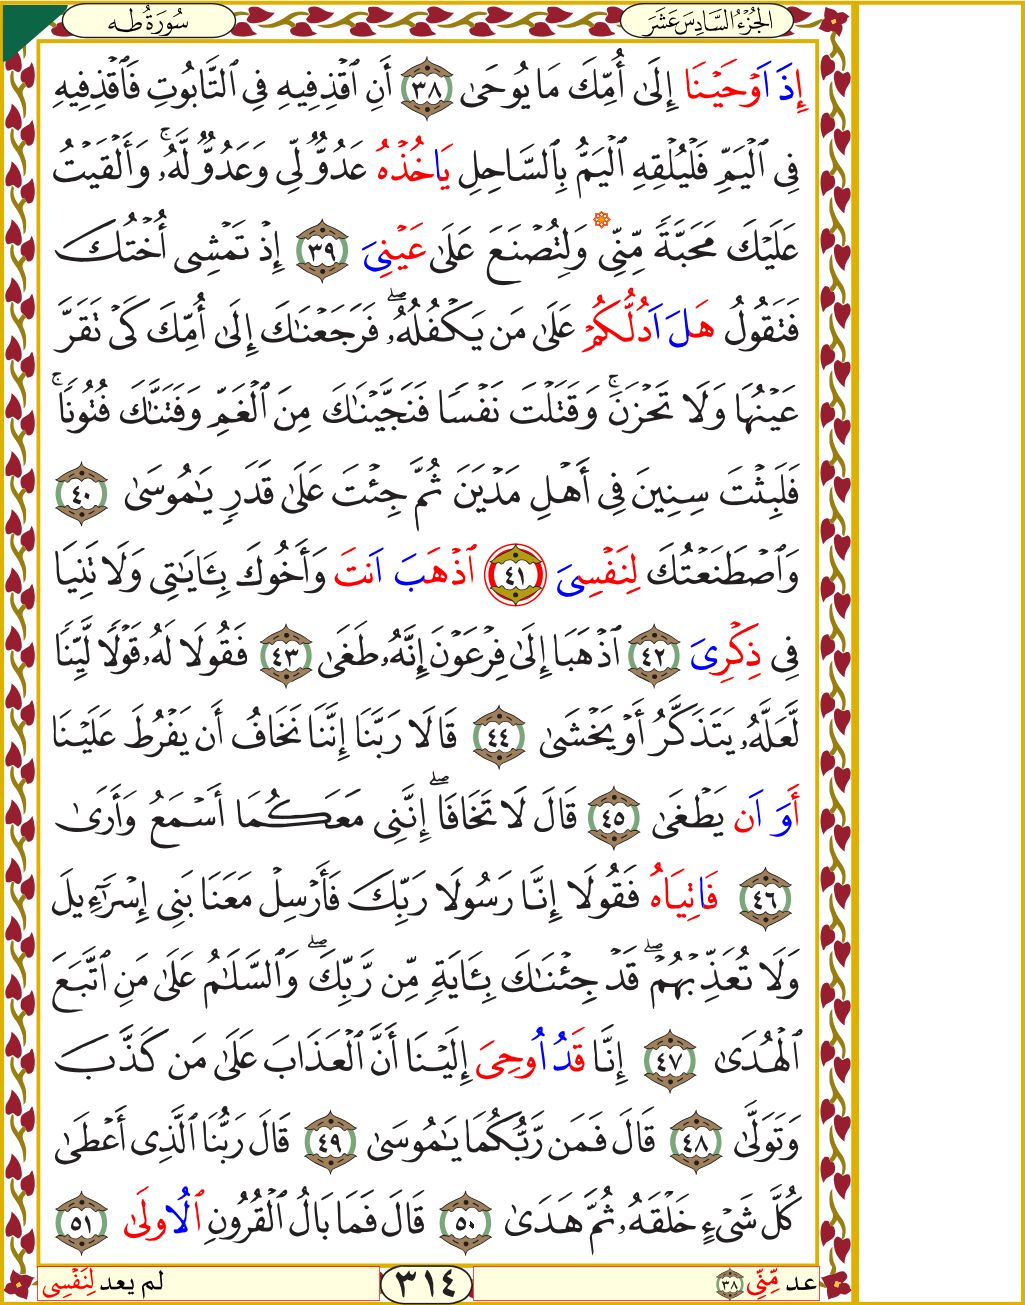 الجُزْءُ السَّادِسَ عَشَرَ سُورَةُ طه
إِذَ اَوْحَيْنَا إِلَىٰ أُمِّكَ مَا يُوحَىٰ ٣٨ أَنِ ٱقْذِفِيهِ فِى ٱلتَّابُوتِ فَٱقْذِفِيهِ
فِى ٱلْيَمِّ فَلْيُلْقِهِ ٱلْيَمُّ بِٱلسَّاحِلِ يَاخُذْهُ عَدُوٌّ لِّى وَعَدُوٌّ لَّهُۥ ۚ وَأَلْقَيْتُ
عَلَيْكَ مَحَبَّةً مِّنِّى وَلِتُصْنَعَ عَلَىٰ عَيْنِىَ ٣٩ إِذْ تَمْشِى أُخْتُكَ
فَتَقُولُ هَلَ اَدُلُّكُمْ عَلَىٰ مَن يَكْفُلُهُۥ ۖ فَرَجَعْنَٰكَ إِلَىٰ أُمِّكَ كَىْ تَقَرَّ
عَيْنُهَا وَلَا تَحْزَنَ ۚ وَقَتَلْتَ نَفْسًا فَنَجَّيْنَٰكَ مِنَ ٱلْغَمِّ وَفَتَنَّٰكَ فُتُونًا ۚ
فَلَبِثْتَ سِنِينَ فِى أَهْلِ مَدْيَنَ ثُمَّ جِئْتَ عَلَىٰ قَدَرٍ يَٰمُوسَىٰ ٤٠
وَٱصْطَنَعْتُكَ لِنَفْسِىَ ٤١ ٱذْهَبَ اَنتَ وَأَخُوكَ بِـَٔايَٰتِى وَلَا تَنِيَا
فِى ذِكْرِىَ ٤٢ ٱذْهَبَا إِلَىٰ فِرْعَوْنَ إِنَّهُۥ طَغَىٰ ٤٣ فَقُولَا لَهُۥ قَوْلًا لَّيِّنًا
لَّعَلَّهُۥ يَتَذَكَّرُ أَوْ يَخْشَىٰ ٤٤ قَالَا رَبَّنَا إِنَّنَا نَخَافُ أَن يَفْرُطَ عَلَيْنَا
أَوَ اَن يَطْغَىٰ ٤٥ قَالَ لَا تَخَافَا ۖ إِنَّنِى مَعَكُمَا أَسْمَعُ وَأَرَىٰ
٤٦ فَاتِيَاهُ فَقُولَا إِنَّا رَسُولَا رَبِّكَ فَأَرْسِلْ مَعَنَا بَنِى إِسْرَٰٓءِيلَ
وَلَا تُعَذِّبْهُمْ ۖ قَدْ جِئْنَٰكَ بِـَٔايَةٍ مِّن رَّبِّكَ ۖ وَٱلسَّلَٰمُ عَلَىٰ مَنِ ٱتَّبَعَ
ٱلْهُدَىٰ ٤٧ إِنَّا قَدُ اُوحِىَ إِلَيْنَا أَنَّ ٱلْعَذَابَ عَلَىٰ مَن كَذَّبَ
وَتَوَلَّىٰ ٤٨ قَالَ فَمَن رَّبُّكُمَا يَٰمُوسَىٰ ٤٩ قَالَ رَبُّنَا ٱلَّذِى أَعْطَىٰ
كُلَّ شَىْءٍ خَلْقَهُۥ ثُمَّ هَدَىٰ ٥٠ قَالَ فَمَا بَالُ ٱلْقُرُونِ ٱلُاولَىٰ ٥١
عد مِّنِّى ٣٨ ٣١٤ لم يعد لِنَفْسِى